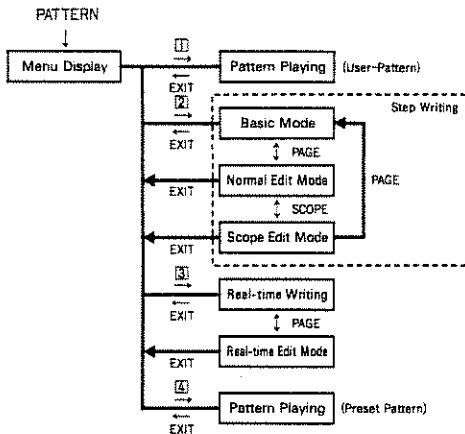 PATTERN
Menu Display
1
EXIT
Pattern Playing (User-Pattern)
Step Writing
2
EXIT
Basic Mode
PAGE
EXIT
Normal Edit Mode
PAGE
SCOPE
EXIT
Scope Edit Mode
3
EXIT
Real-time Writing
PAGE
EXIT
Real-time Edit Mode
4
EXIT
Pattern Playing (Preset Pattern)